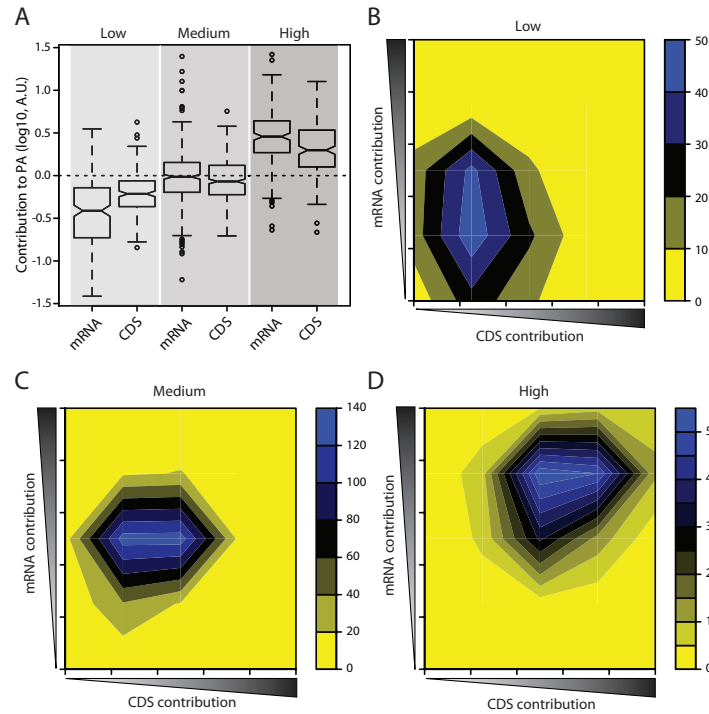 A
Low
Medium
High
Contribution to PA (log10, A.U.)
1.5
1.0
0.5
0.0
-0.5
-1.0
-1.5
mRNA
CDS
mRNA
CDS
mRNA
CDS
B
Low
mRNA contribution
CDS contribution
50
40
30
20
10
0
C
Medium
mRNA contribution
CDS contribution
140
120
100
80
60
40
20
0
D
High
mRNA contribution
CDS contribution